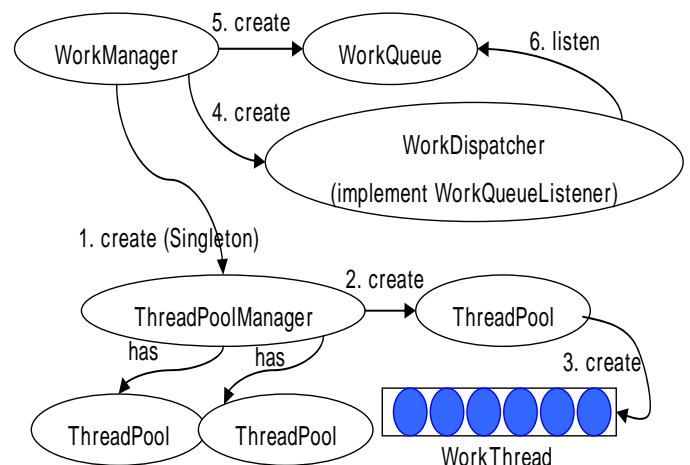 5. create
WorkManager
WorkQueue
6. listen
4. create
WorkDispatcher
(implement WorkQueueListener)
1. create (Singleton)
2. create
ThreadPoolManager
ThreadPool
has
has
3. create
ThreadPool
ThreadPool
WorkThread